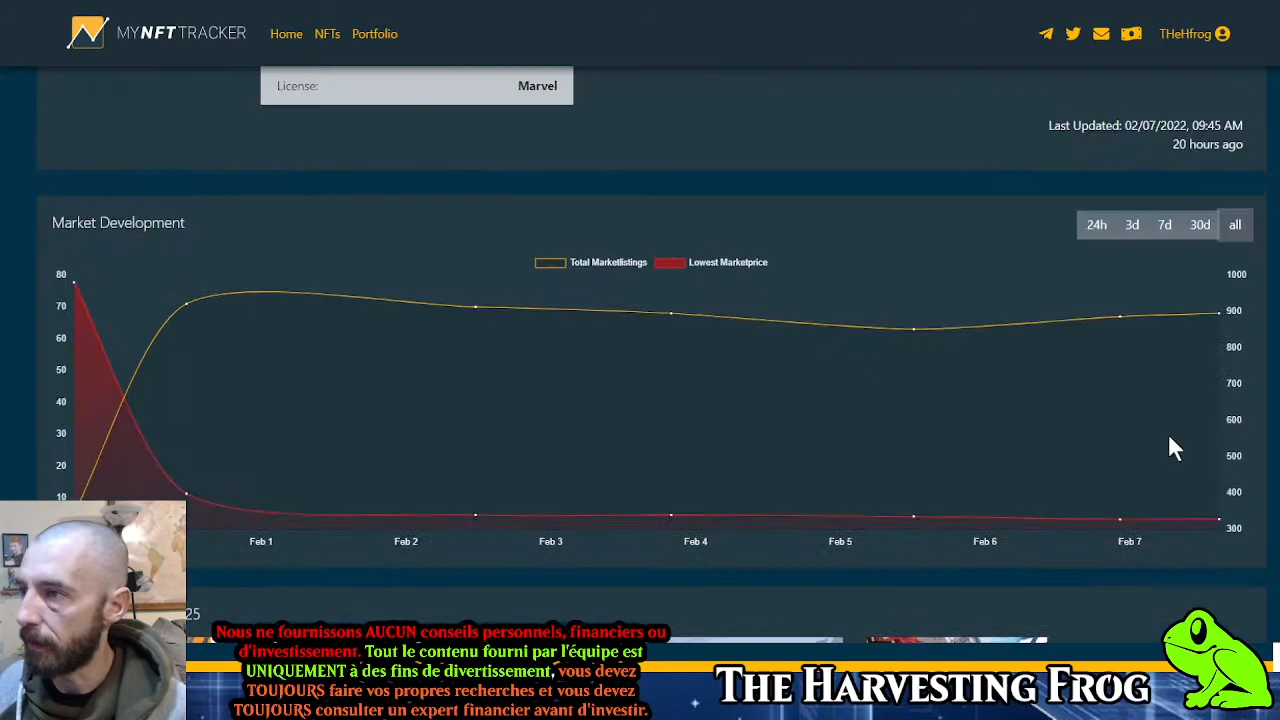 MYNFTTRACKER Home NFTs Portfolio THeHfrog
License: Marvel
Last Updated: 02/07/2022, 09:45 AM
20 hours ago
Market Development 24h 3d 7d 30d all
Total Marketlistings Lowest Marketprice
80 1000
70 900
60 800
50 700
40 600
30 500
20 400
10 300
Feb 1 Feb 2 Feb 3 Feb 4 Feb 5 Feb 6 Feb 7
25
Nous ne fournissons AUCUN conseils personnels, financiers ou
d'investissement. Tout le contenu fourni par l'équipe est
UNIQUEMENT à des fins de divertissement, vous devez
TOUJOURS faire vos propres recherches et vous devez
TOUJOURS consulter un expert financier avant d'investir.
THE HARVESTING FROG